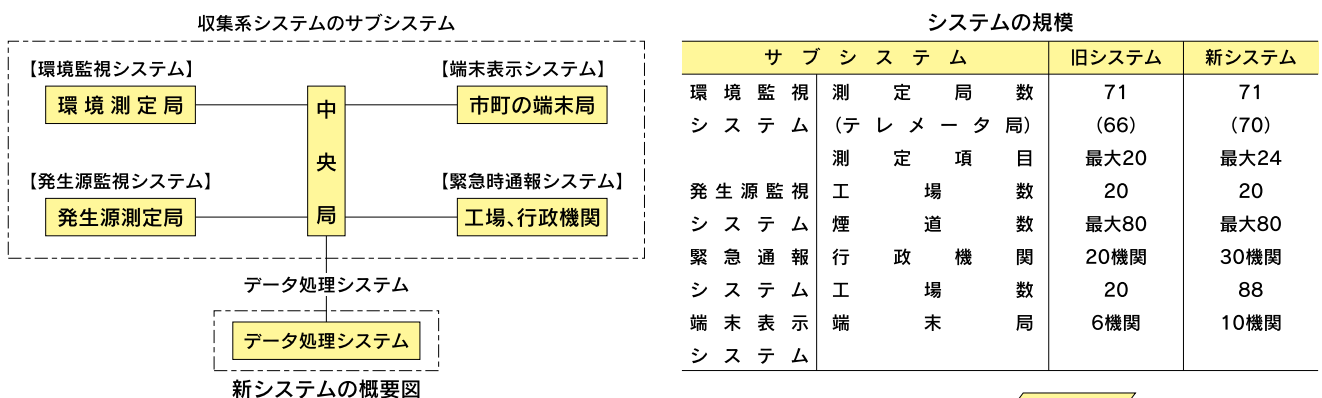 収集系システムのサブシステム
【環境監視システム】
【端末表示システム】
環境測定局
中央局
市町の端末局
【発生源監視システム】
【緊急時通報システム】
発生源測定局
工場、行政機関
データ処理システム
データ処理システム
新システムの概要図
システムの規模
サブシステム 旧システム 新システム
環境監視 測定局数 71 71
システム (テレメータ局) (66) (70)
測定項目 最大20 最大24
発生源監視 工場数 20 20
システム 煙道数 最大80 最大80
緊急通報 行政機関 20機関 30機関
システム 工場数 20 88
端末表示 端末局 6機関 10機関
システム